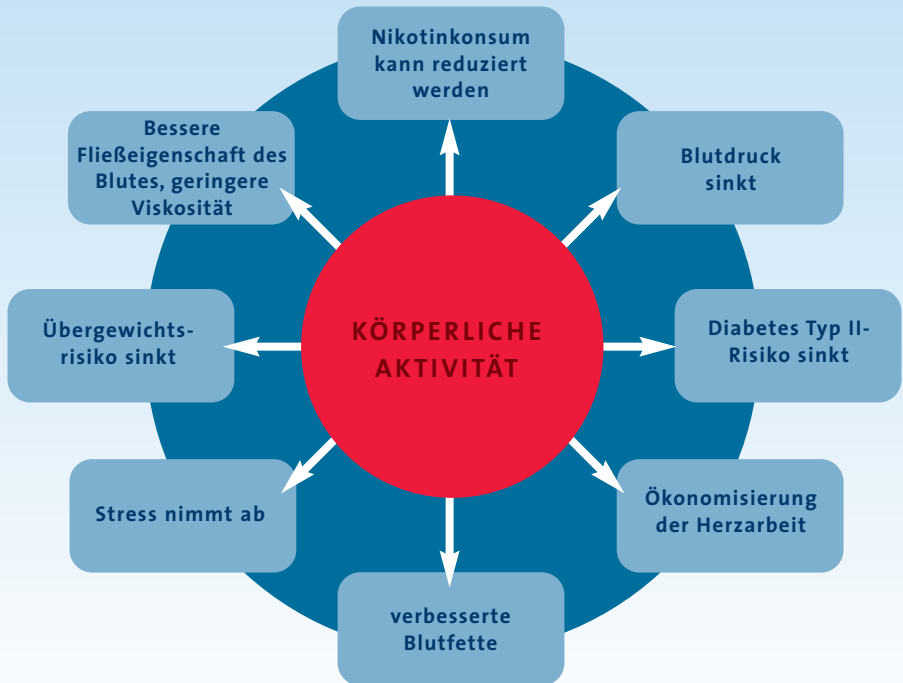 Nikotinkonsum
kann reduziert
werden
Bessere
Fließeigenschaft des
Blutes, geringere
Viskosität
Blutdruck
sinkt
Übergewichts-
risiko sinkt
KÖRPERLICHE
AKTIVITÄT
Diabetes Typ II-
Risiko sinkt
Stress nimmt ab
Ökonomisierung
der Herzarbeit
verbesserte
Blutfette